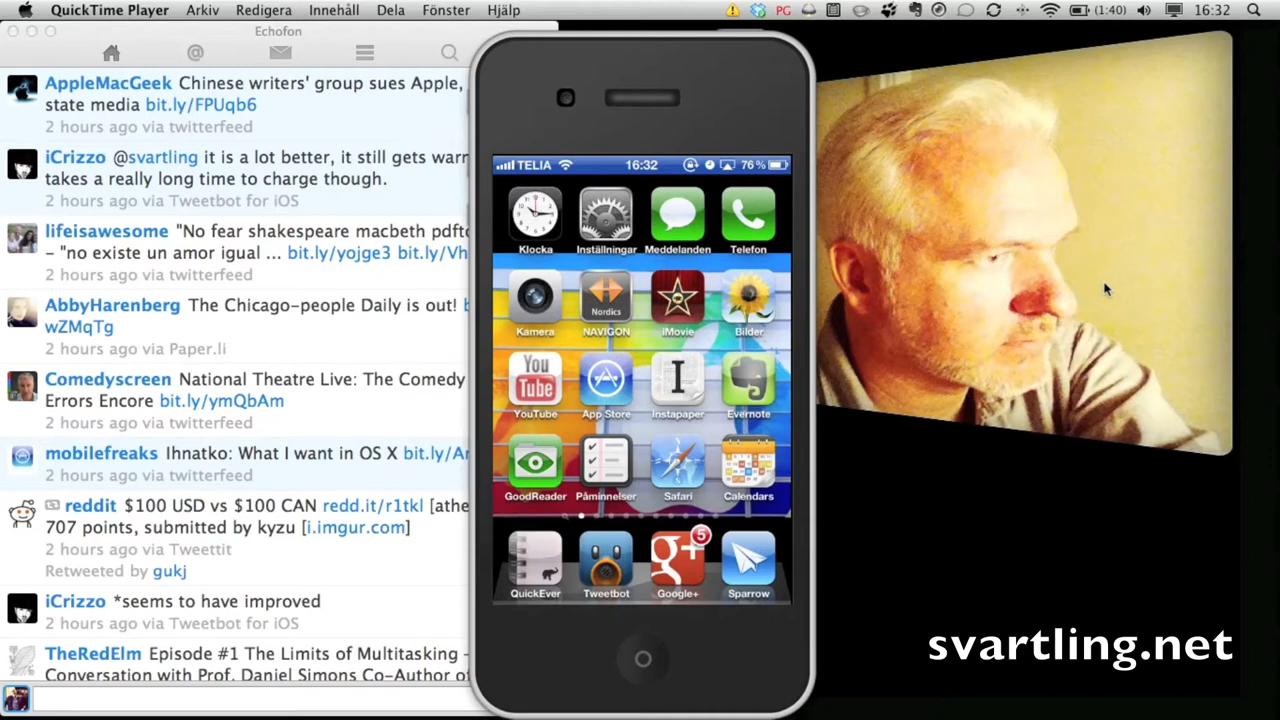 QuickTime Player Arkiv Redigera Innehåll Dela Fönster Hjälp PG (1:40) 16:32
Echofon
AppleMacGeek Chinese writers' group sues Apple,
state media bit.ly/FPUqb6
2 hours ago via twitterfeed
iCrizzo @svartling it is a lot better, it still gets warr
takes a really long time to charge though.
2 hours ago via Tweetbot for iOS
lifeisawesome "No fear shakespeare macbeth pdftc
- "no existe un amor igual ... bit.ly/yojge3 bit.ly/Vh
2 hours ago via twitterfeed
AbbyHarenberg The Chicago-people Daily is out! b
wZMqTg
2 hours ago via Paper.li
Comedyscreen National Theatre Live: The Comedy
Errors Encore bit.ly/ymQbAm
2 hours ago via twitterfeed
mobilefreaks Ihnatko: What I want in OS X bit.ly/Ar
2 hours ago via twitterfeed
reddit $100 USD vs $100 CAN redd.it/r1tkl [athe
707 points, submitted by kyzu [i.imgur.com]
2 hours ago via Tweettit
Retweeted by gukj
iCrizzo *seems to have improved
2 hours ago via Tweetbot for iOS
TheRedElm Episode #1 The Limits of Multitasking –
Conversation with Prof. Daniel Simons Co-Author of
TELIA 16:32 76 %
Klocka Inställningar Meddelanden Telefon
Nordics
Kamera NAVIGON iMovie Bilder
You
Tube
I
YouTube App Store Instapaper Evernote
GoodReader Påminnelser Safari Calendars
5
g+
QuickEver Tweetbot Google+ Sparrow
svartling.net